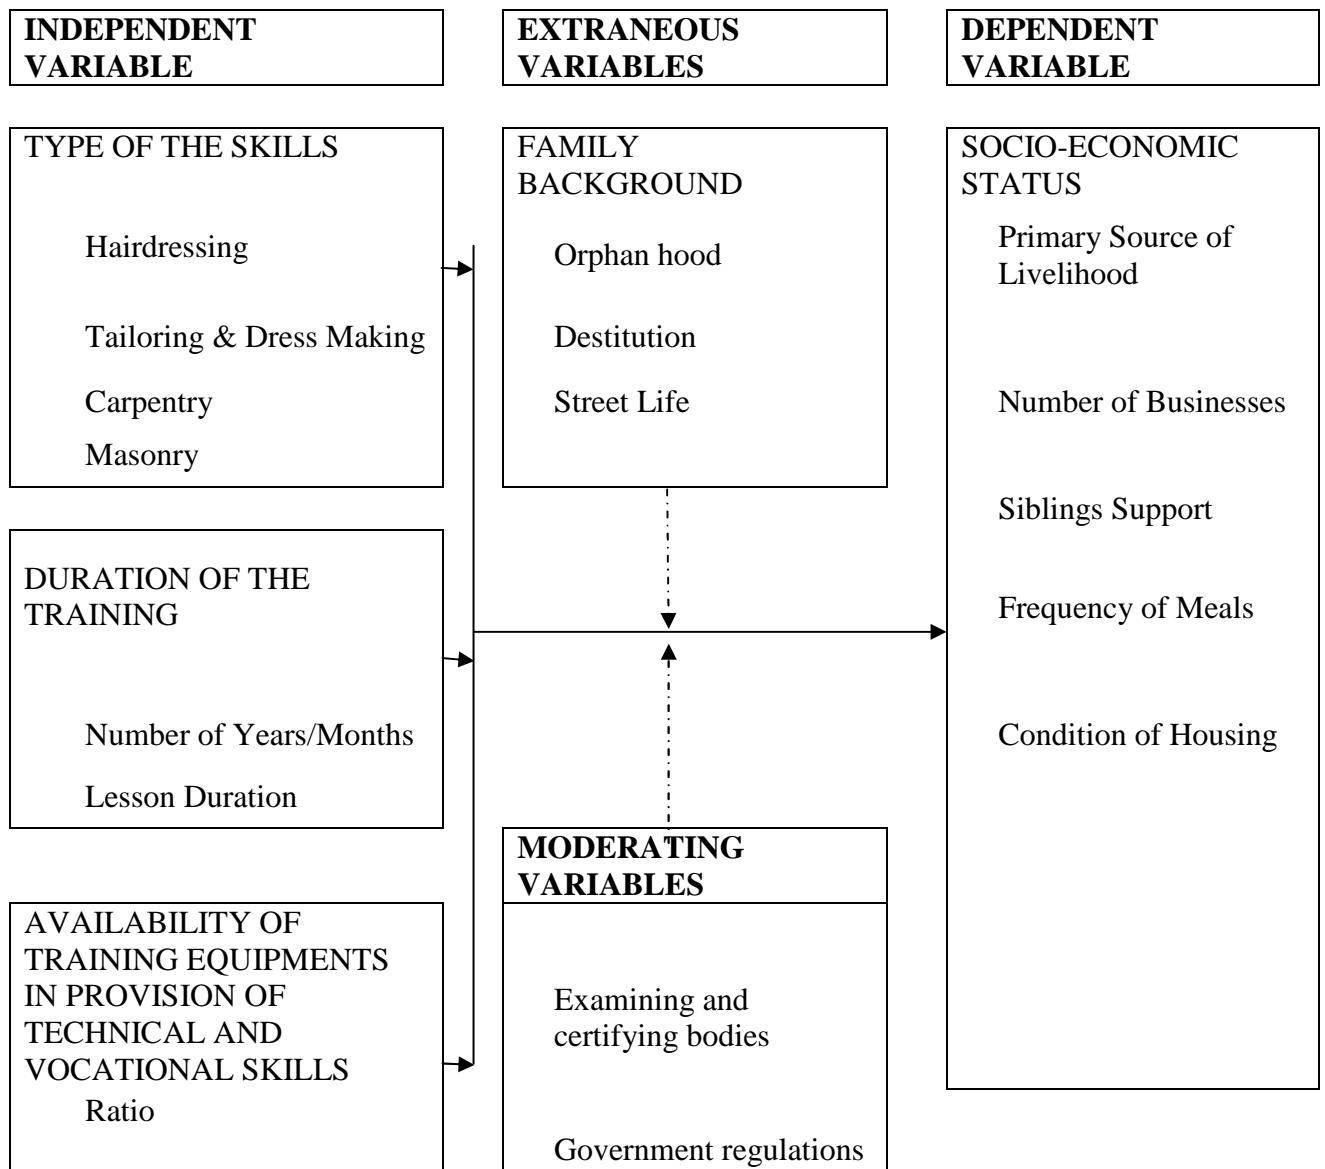 INDEPENDENT
VARIABLE
TYPE OF THE SKILLS
Hairdressing
Tailoring & Dress Making
Carpentry
Masonry
DURATION OF THE
TRAINING
Number of Years/Months
Lesson Duration
AVAILABILITY OF
TRAINING EQUIPMENTS
IN PROVISION OF
TECHNICAL AND
VOCATIONAL SKILLS
Ratio
EXTRANEOUS
VARIABLES
FAMILY
BACKGROUND
Orphan hood
Destitution
Street Life
MODERATING
VARIABLES
Examining and
certifying bodies
Government regulations
DEPENDENT
VARIABLE
SOCIO-ECONOMIC
STATUS
Primary Source of
Livelihood
Number of Businesses
Siblings Support
Frequency of Meals
Condition of Housing